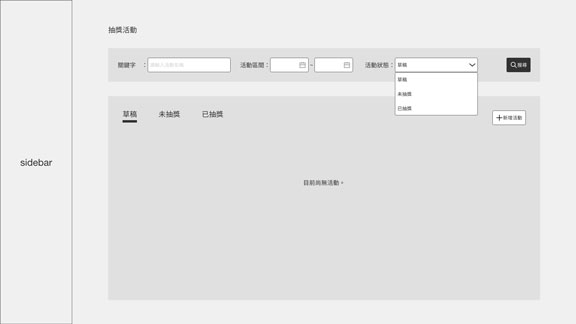 抽獎活動
關鍵字 : 請輸入活動名稱 活動區間: - 活動狀態: 草稿 搜尋
草稿
未抽獎
已抽獎
草稿 未抽獎 已抽獎
+新增活動
sidebar
目前尚無活動。